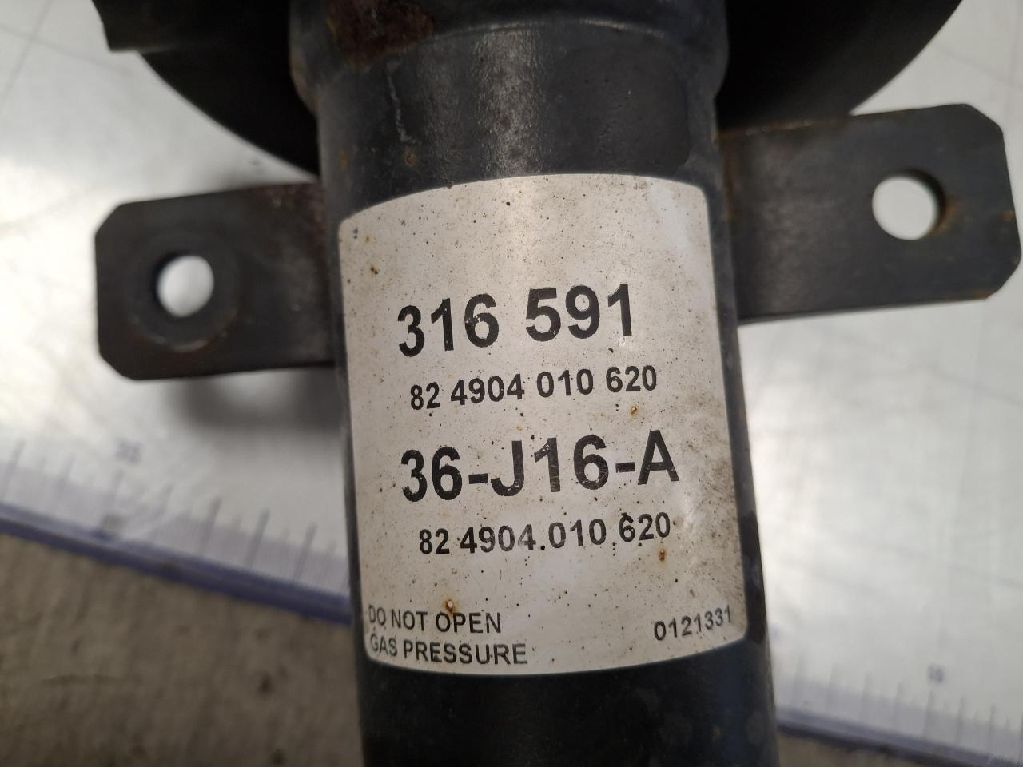 316 591
82 4904 010 620
36-J16-A
82 4904.010 620
DO NOT OPEN
GAS PRESSURE
0121331